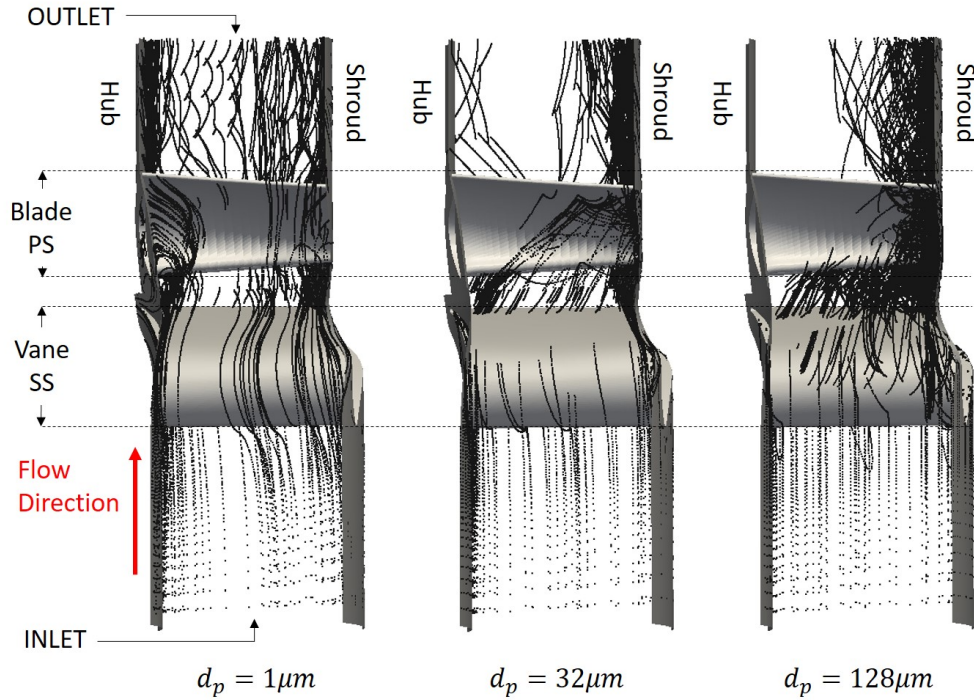 OUTLET
Hub
Shroud
Hub
Shroud
Hub
Shroud
Blade
PS
Vane
SS
Flow
Direction
INLET
d_p = 1μm
d_p = 32μm
d_p = 128μm